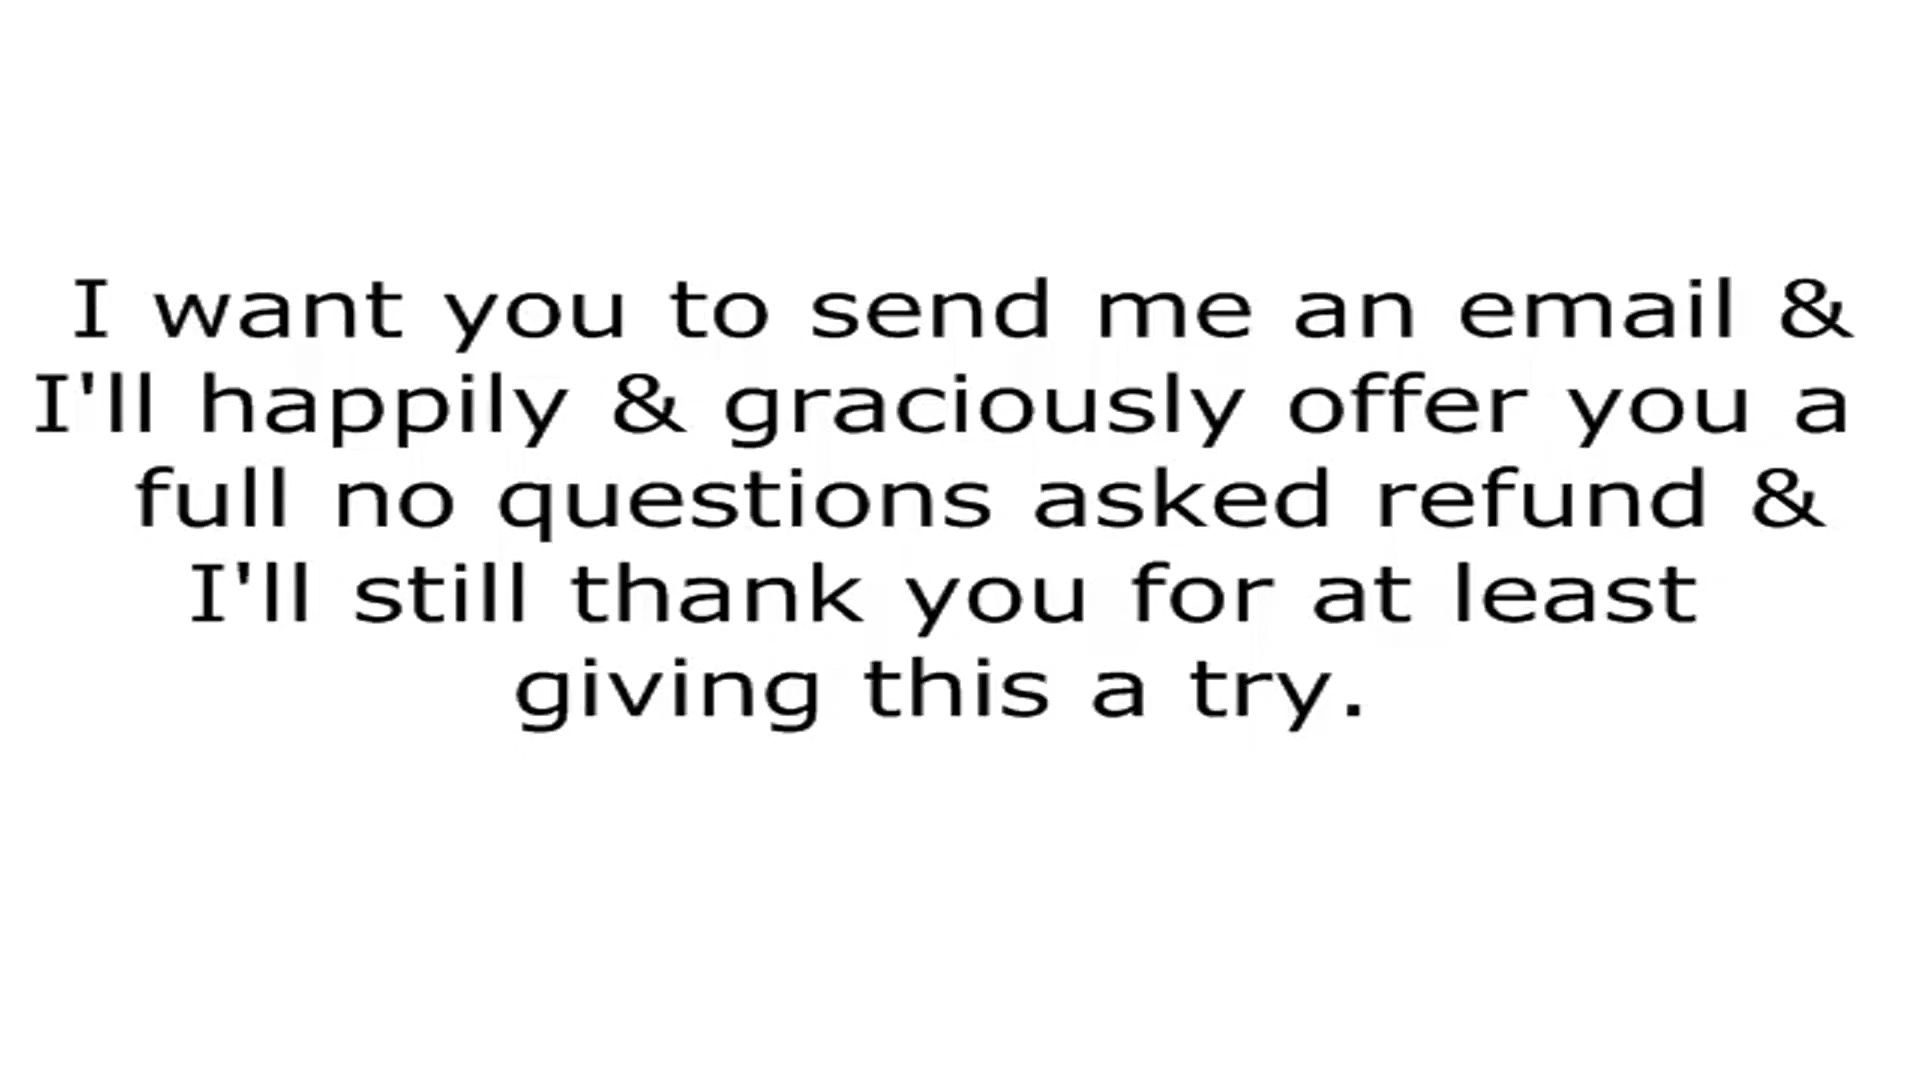 I want you to send me an email &
I'll happily & graciously offer you a
full no questions asked refund &
I'll still thank you for at least
giving this a try.